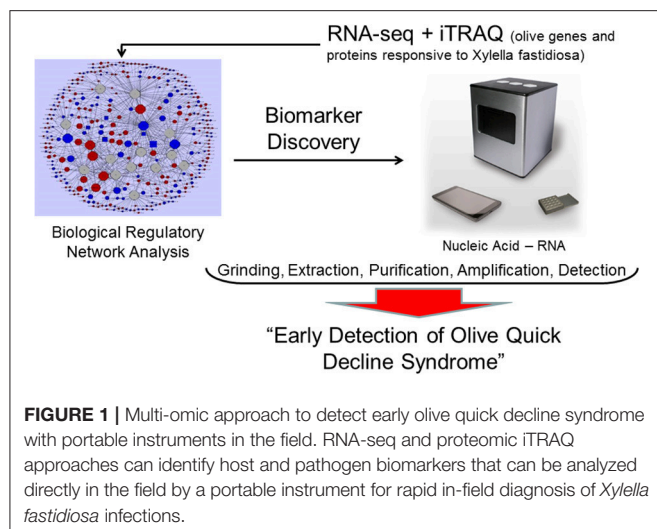 RNA-seq + iTRAQ (olive genes and
proteins responsive to Xylella fastidiosa)
Biomarker
Discovery
Biological Regulatory
Network Analysis
Nucleic Acid – RNA
Grinding, Extraction, Purification, Amplification, Detection
“Early Detection of Olive Quick
Decline Syndrome”
FIGURE 1 | Multi-omic approach to detect early olive quick decline syndrome
with portable instruments in the field. RNA-seq and proteomic iTRAQ
approaches can identify host and pathogen biomarkers that can be analyzed
directly in the field by a portable instrument for rapid in-field diagnosis of Xylella
fastidiosa infections.